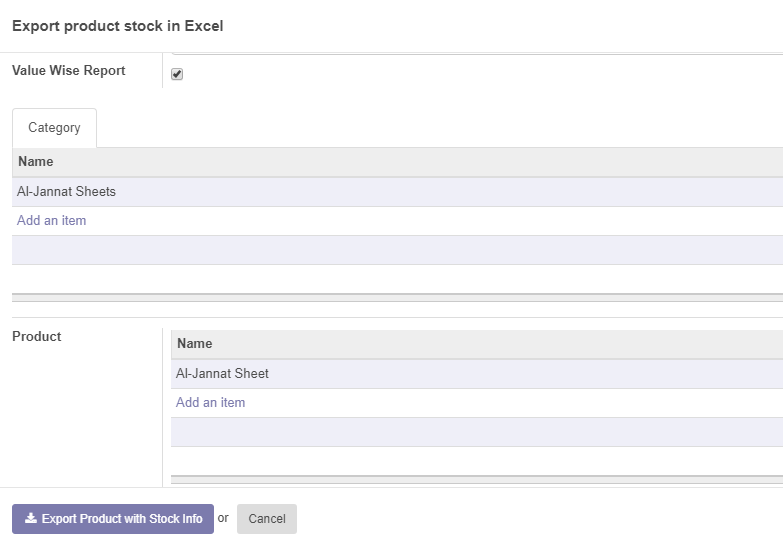 Export product stock in Excel
Value Wise Report
Category
Name
Al-Jannat Sheets
Add an item
Product
Name
Al-Jannat Sheet
Add an item
Export Product with Stock Info or Cancel